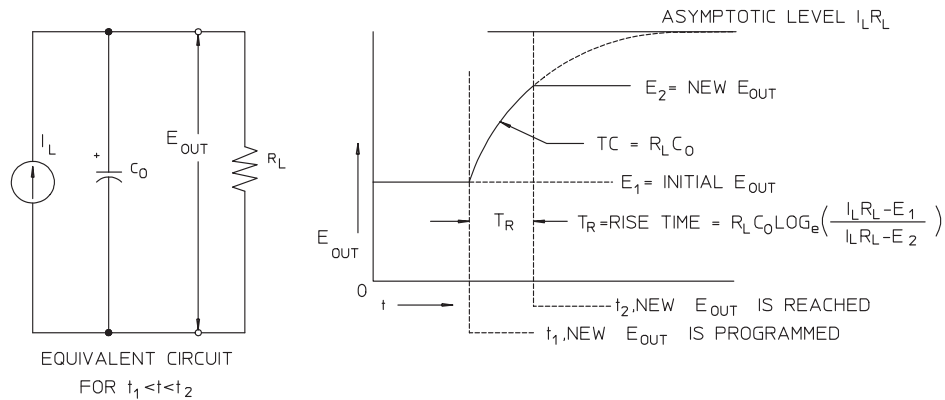 I_L
+
C_O
E_OUT
R_L
EQUIVALENT CIRCUIT
FOR t_1 <t<t_2
ASYMPTOTIC LEVEL I_LR_L
E_2= NEW E_OUT
TC = R_LC_O
E_1= INITIAL E_OUT
T_R
T_R=RISE TIME = R_LC_OLOG_e(I_LR_L-E_1 / I_LR_L-E_2)
E_OUT
O
t
t_2,NEW E_OUT IS REACHED
t_1,NEW E_OUT IS PROGRAMMED